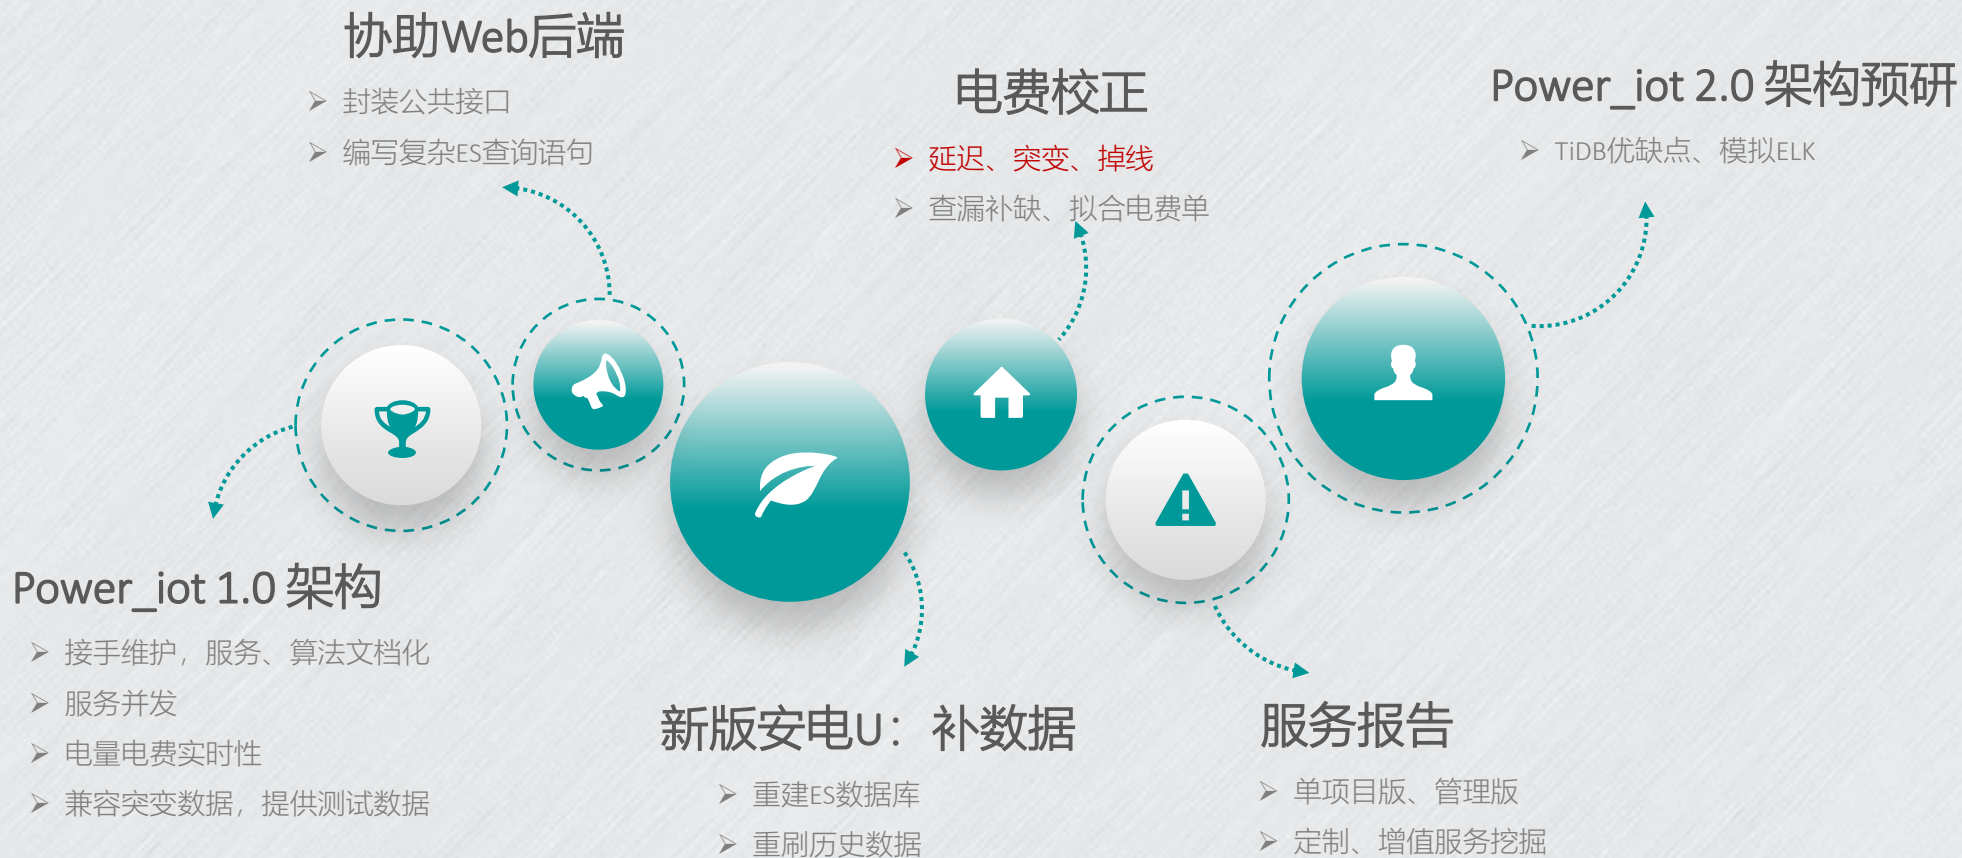 协助Web后端
封装公共接口
编写复杂ES查询语句
电费校正
延迟、突变、掉线
查漏补缺、拟合电费单
Power_iot 2.0 架构预研
TiDB优缺点、模拟ELK
Power_iot 1.0 架构
接手维护，服务、算法文档化
服务并发
电量电费实时性
兼容突变数据，提供测试数据
新版安电U：补数据
重建ES数据库
重刷历史数据
服务报告
单项目版、管理版
定制、增值服务挖掘